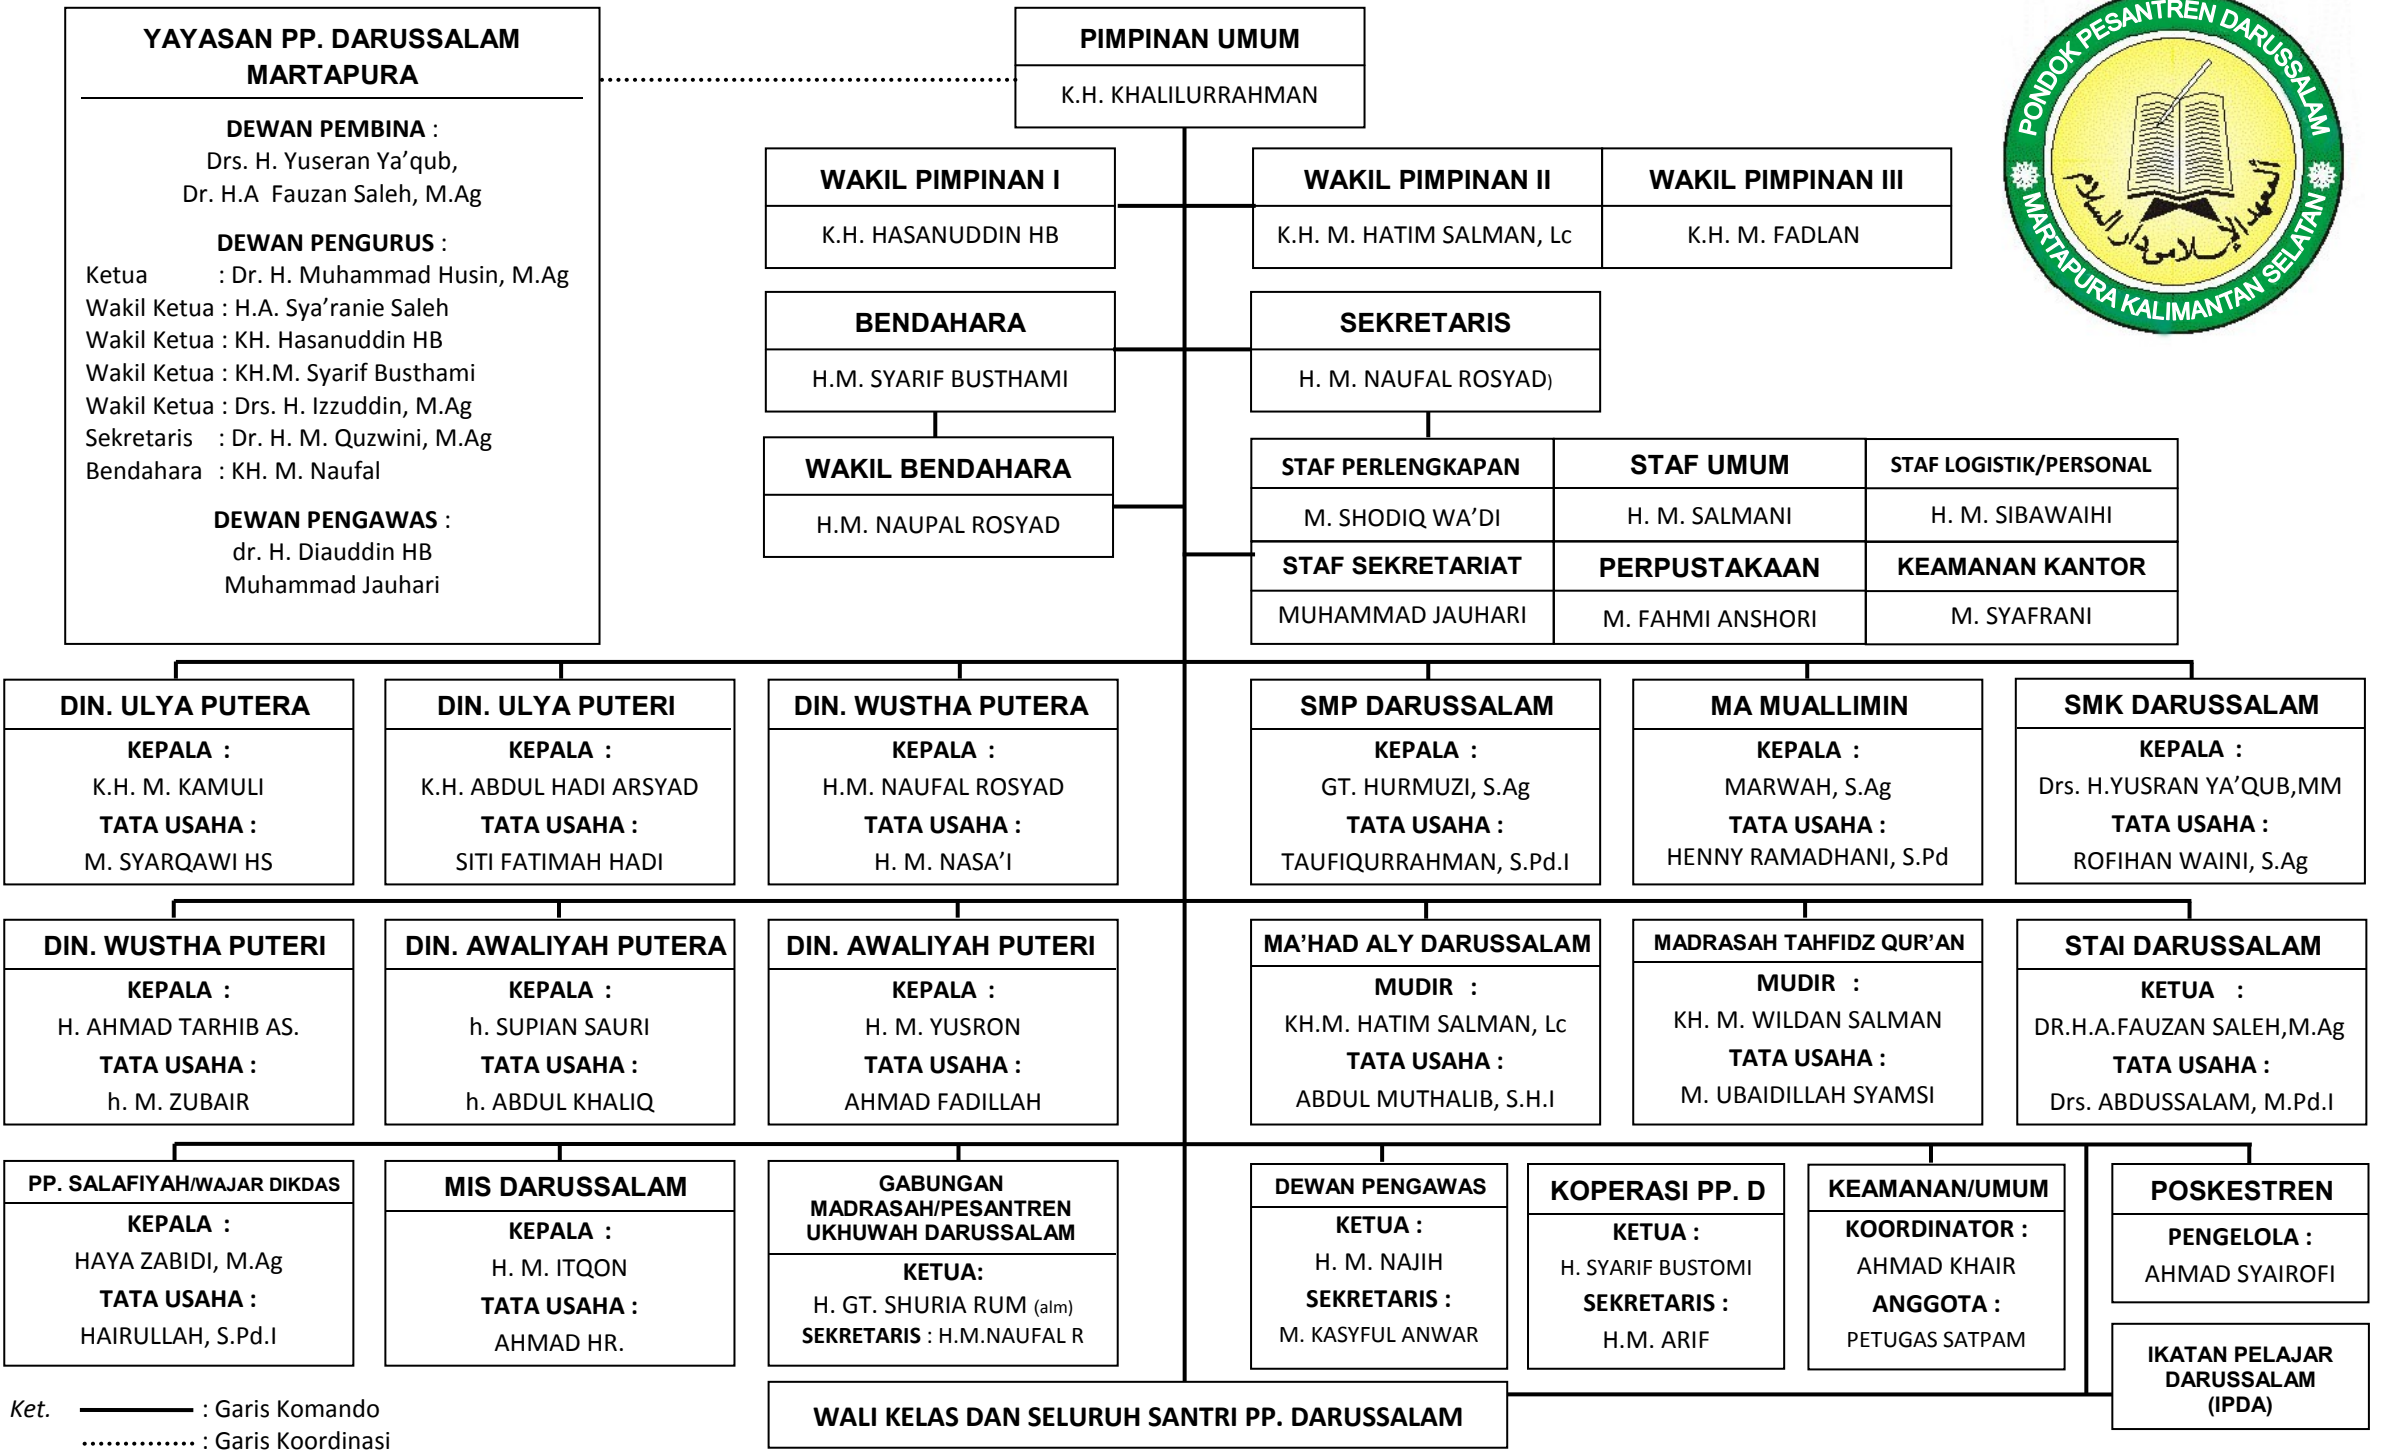 YAYASAN PP. DARUSSALAM
MARTAPURA
DEWAN PEMBINA :
Drs. H. Yuseran Ya’qub,
Dr. H.A Fauzan Saleh, M.Ag
DEWAN PENGURUS :
Ketua : Dr. H. Muhammad Husin, M.Ag
Wakil Ketua : H.A. Sya’ranie Saleh
Wakil Ketua : KH. Hasanuddin HB
Wakil Ketua : KH.M. Syarif Busthami
Wakil Ketua : Drs. H. Izzuddin, M.Ag
Sekretaris : Dr. H. M. Quzwini, M.Ag
Bendahara : KH. M. Naufal
DEWAN PENGAWAS :
dr. H. Diauddin HB
Muhammad Jauhari
PIMPINAN UMUM
K.H. KHALILURRAHMAN
PONDOK PESANTREN DARUSSALAM
المعهد الإسلامى دار السلام
MARTAPURA KALIMANTAN SELATAN
WAKIL PIMPINAN I
K.H. HASANUDDIN HB
WAKIL PIMPINAN II
K.H. M. HATIM SALMAN, Lc
WAKIL PIMPINAN III
K.H. M. FADLAN
BENDAHARA
H.M. SYARIF BUSTHAMI
SEKRETARIS
H. M. NAUFAL ROSYAD)
WAKIL BENDAHARA
H.M. NAUPAL ROSYAD
STAF PERLENGKAPAN
M. SHODIQ WA’DI
STAF UMUM
H. M. SALMANI
STAF LOGISTIK/PERSONAL
H. M. SIBAWAIHI
STAF SEKRETARIAT
MUHAMMAD JAUHARI
PERPUSTAKAAN
M. FAHMI ANSHORI
KEAMANAN KANTOR
M. SYAFRANI
DIN. ULYA PUTERA
KEPALA :
K.H. M. KAMULI
TATA USAHA :
M. SYARQAWI HS
DIN. ULYA PUTERI
KEPALA :
K.H. ABDUL HADI ARSYAD
TATA USAHA :
SITI FATIMAH HADI
DIN. WUSTHA PUTERA
KEPALA :
H.M. NAUFAL ROSYAD
TATA USAHA :
H. M. NASA’I
SMP DARUSSALAM
KEPALA :
GT. HURMUZI, S.Ag
TATA USAHA :
TAUFIQURRAHMAN, S.Pd.I
MA MUALLIMIN
KEPALA :
MARWAH, S.Ag
TATA USAHA :
HENNY RAMADHANI, S.Pd
SMK DARUSSALAM
KEPALA :
Drs. H.YUSRAN YA’QUB,MM
TATA USAHA :
ROFIHAN WAINI, S.Ag
DIN. WUSTHA PUTERI
KEPALA :
H. AHMAD TARHIB AS.
TATA USAHA :
h. M. ZUBAIR
DIN. AWALIYAH PUTERA
KEPALA :
h. SUPIAN SAURI
TATA USAHA :
h. ABDUL KHALIQ
DIN. AWALIYAH PUTERI
KEPALA :
H. M. YUSRON
TATA USAHA :
AHMAD FADILLAH
MA’HAD ALY DARUSSALAM
MUDIR :
KH.M. HATIM SALMAN, Lc
TATA USAHA :
ABDUL MUTHALIB, S.H.I
MADRASAH TAHFIDZ QUR’AN
MUDIR :
KH. M. WILDAN SALMAN
TATA USAHA :
M. UBAIDILLAH SYAMSI
STAI DARUSSALAM
KETUA :
DR.H.A.FAUZAN SALEH,M.Ag
TATA USAHA :
Drs. ABDUSSALAM, M.Pd.I
PP. SALAFIYAH/WAJAR DIKDAS
KEPALA :
HAYA ZABIDI, M.Ag
TATA USAHA :
HAIRULLAH, S.Pd.I
MIS DARUSSALAM
KEPALA :
H. M. ITQON
TATA USAHA :
AHMAD HR.
GABUNGAN
MADRASAH/PESANTREN
UKHUWAH DARUSSALAM
KETUA:
H. GT. SHURIA RUM (alm)
SEKRETARIS : H.M.NAUFAL R
DEWAN PENGAWAS
KETUA :
H. M. NAJIH
SEKRETARIS :
M. KASYFUL ANWAR
KOPERASI PP. D
KETUA :
H. SYARIF BUSTOMI
SEKRETARIS :
H.M. ARIF
KEAMANAN/UMUM
KOORDINATOR :
AHMAD KHAIR
ANGGOTA :
PETUGAS SATPAM
POSKESTREN
PENGELOLA :
AHMAD SYAIROFI
IKATAN PELAJAR
DARUSSALAM
(IPDA)
WALI KELAS DAN SELURUH SANTRI PP. DARUSSALAM
Ket. : Garis Komando
: Garis Koordinasi